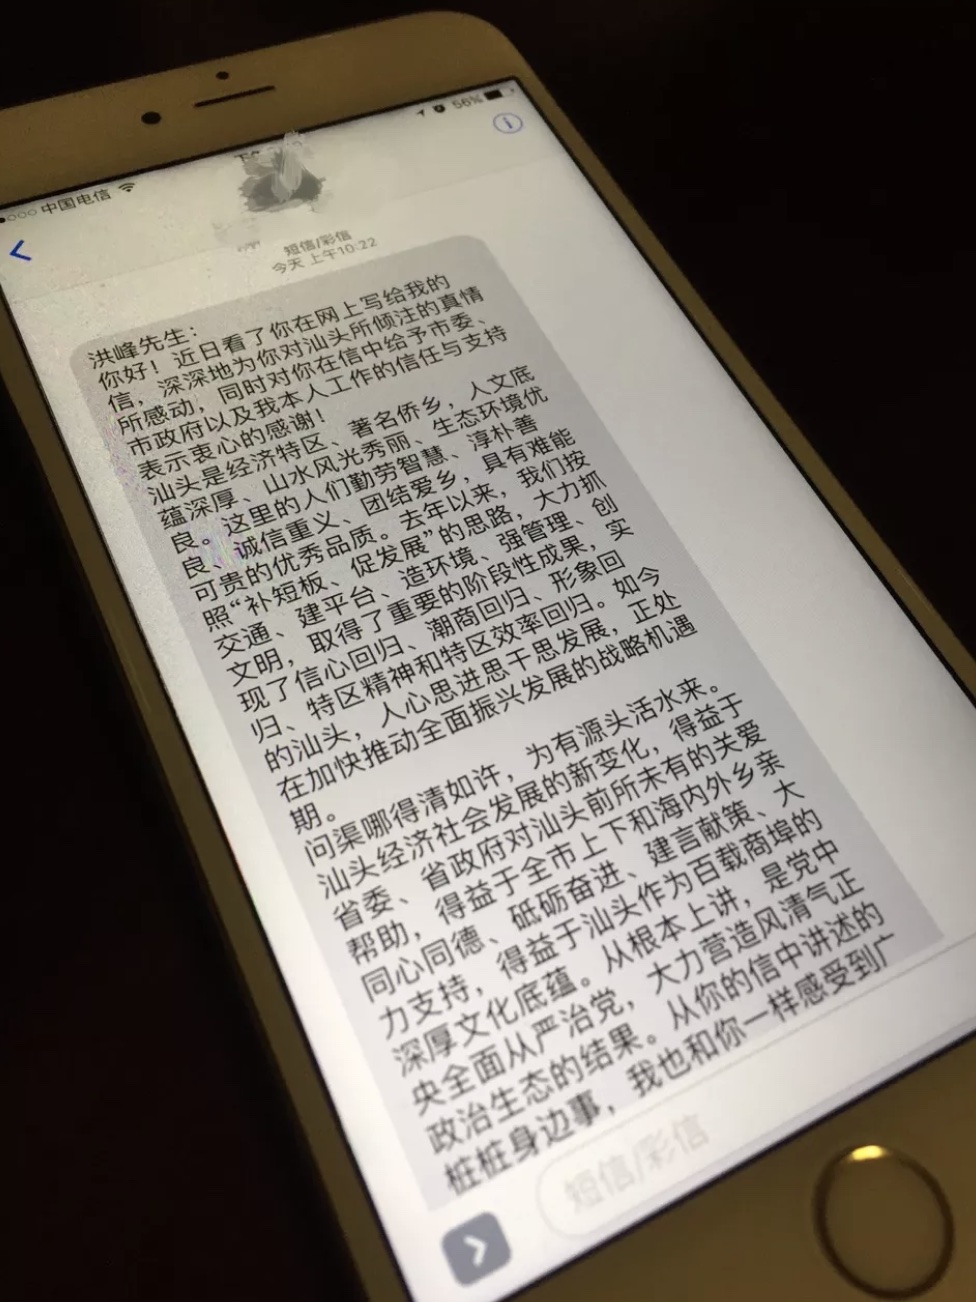 中国电信
56%
短信/彩信
今天 上午10:22
洪峰先生：
你好！近日看了你在网上写给我的
信，深深地为你对汕头所倾注的真情
所感动，同时对你在信中给予市委、
市政府以及我本人工作的信任与支持
表示衷心的感谢！
汕头是经济特区、著名侨乡，人文底
蕴深厚、山水风光秀丽、生态环境优
良。这里的人们勤劳智慧、淳朴善
良、诚信重义、团结爱乡，具有难能
可贵的优秀品质。去年以来，我们按
照“补短板、促发展”的思路，大力抓
交通、建平台、造环境、强管理、创
文明，取得了重要的阶段性成果，实
现了信心回归、潮商回归、形象回
归、特区精神和特区效率回归。如今
的汕头，人心思进思干思发展，正处
在加快推动全面振兴发展的战略机遇
期。
问渠哪得清如许，为有源头活水来。
汕头经济社会发展的新变化，得益于
省委、省政府对汕头前所未有的关爱
帮助，得益于全市上下和海内外乡亲
同心同德、砥砺奋进、建言献策、大
力支持，得益于汕头作为百载商埠的
深厚文化底蕴。从根本上讲，是党中
央全面从严治党，大力营造风清气正
政治生态的结果。从你的信中讲述的
桩桩身边事，我也和你一样感受到广
短信/彩信